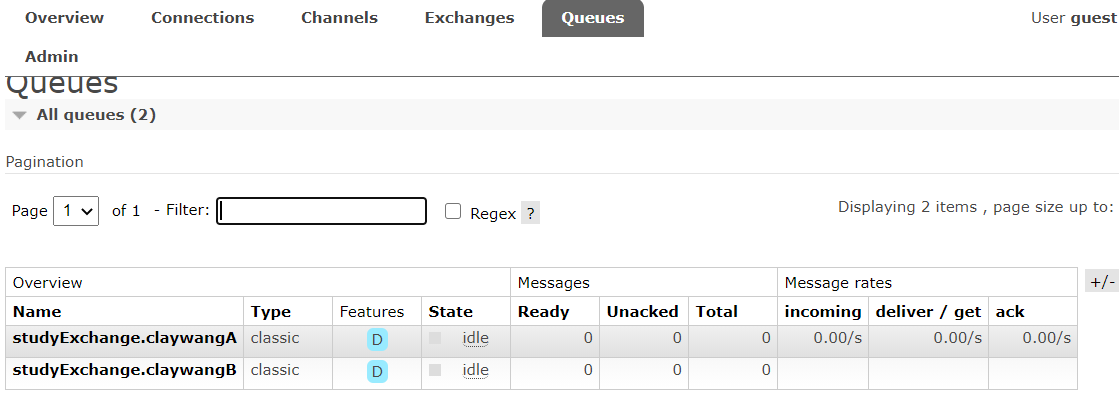 Overview Connections Channels Exchanges Queues User guest
Admin
Queues
All queues (2)
Pagination
Page 1 of 1 - Filter: Regex ? Displaying 2 items , page size up to:
Overview Messages Message rates +/-
Name Type Features State Ready Unacked Total incoming deliver / get ack
studyExchange.claywangA classic D idle 0 0 0 0.00/s 0.00/s 0.00/s
studyExchange.claywangB classic D idle 0 0 0